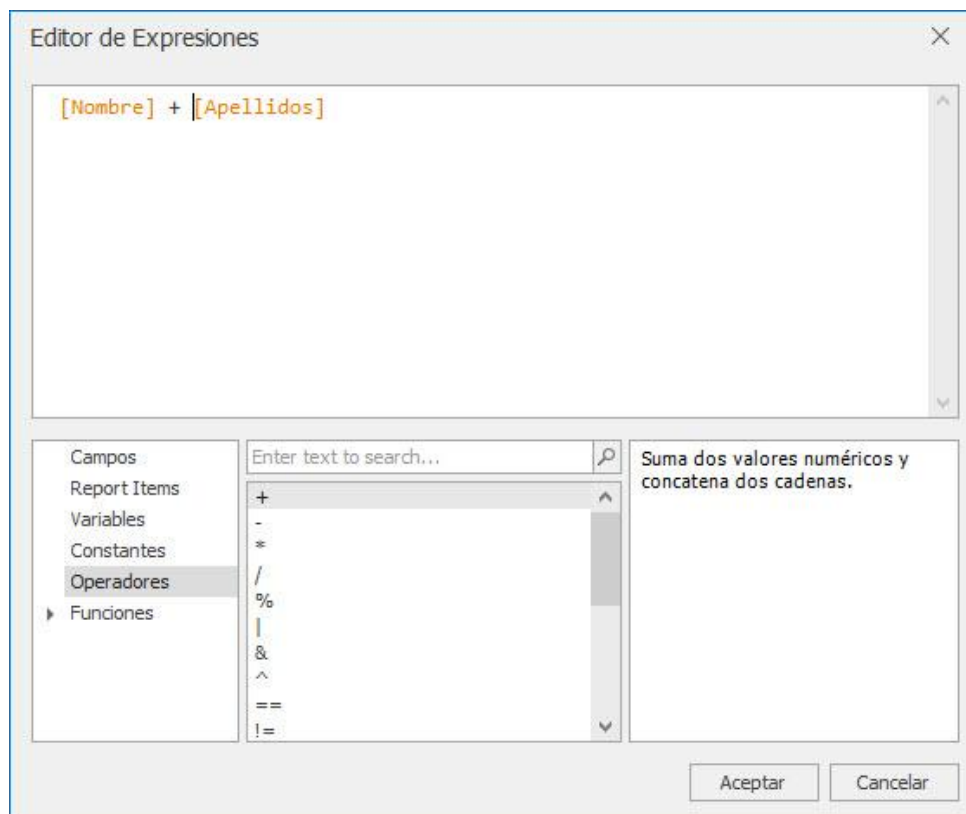 Editor de Expresiones
[Nombre] + [Apellidos]
Campos
Report Items
Variables
Constantes
Operadores
Funciones
Enter text to search...
+
-
*
/
%
|
&
^
==
!=
Suma dos valores numéricos y
concatena dos cadenas.
Aceptar
Cancelar